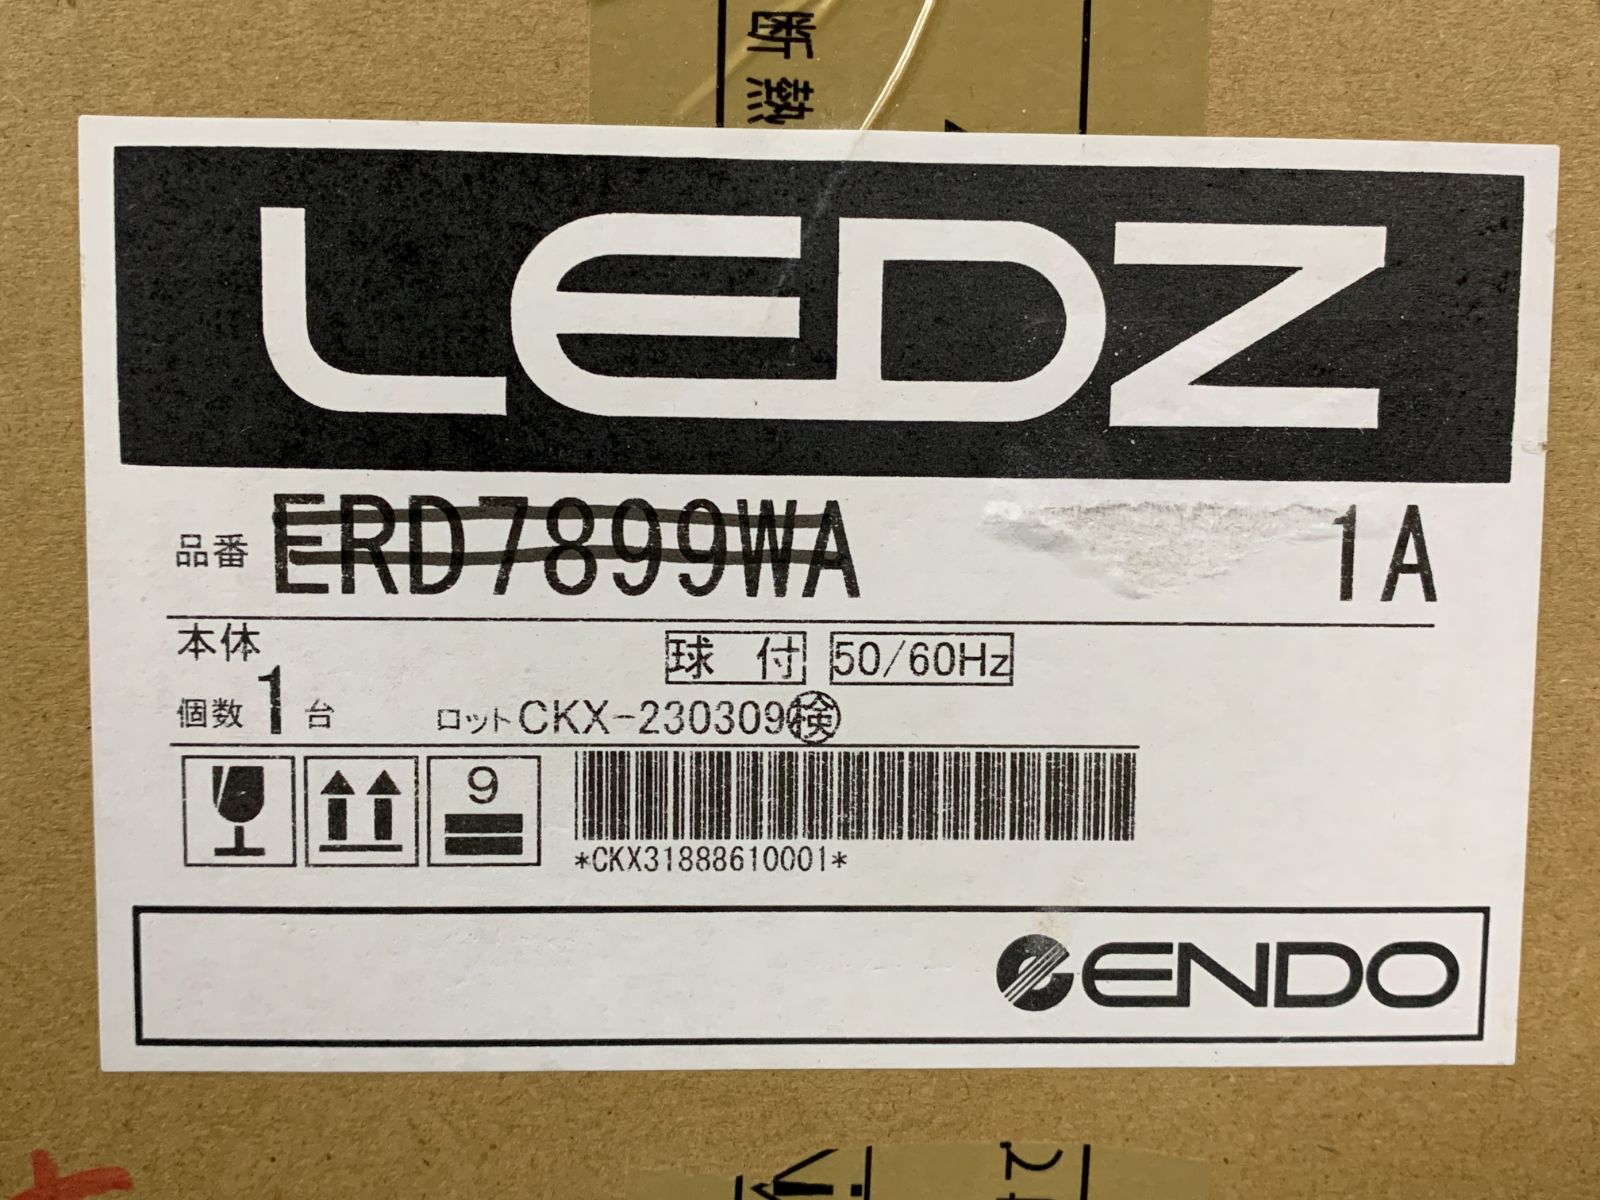 断熱
LEDZ
品番 ERD7899WA 1A
本体 球付 50/60Hz
個数 1 台 ロット CKX-230309 検
9
*CKX31888610001*
ENDO